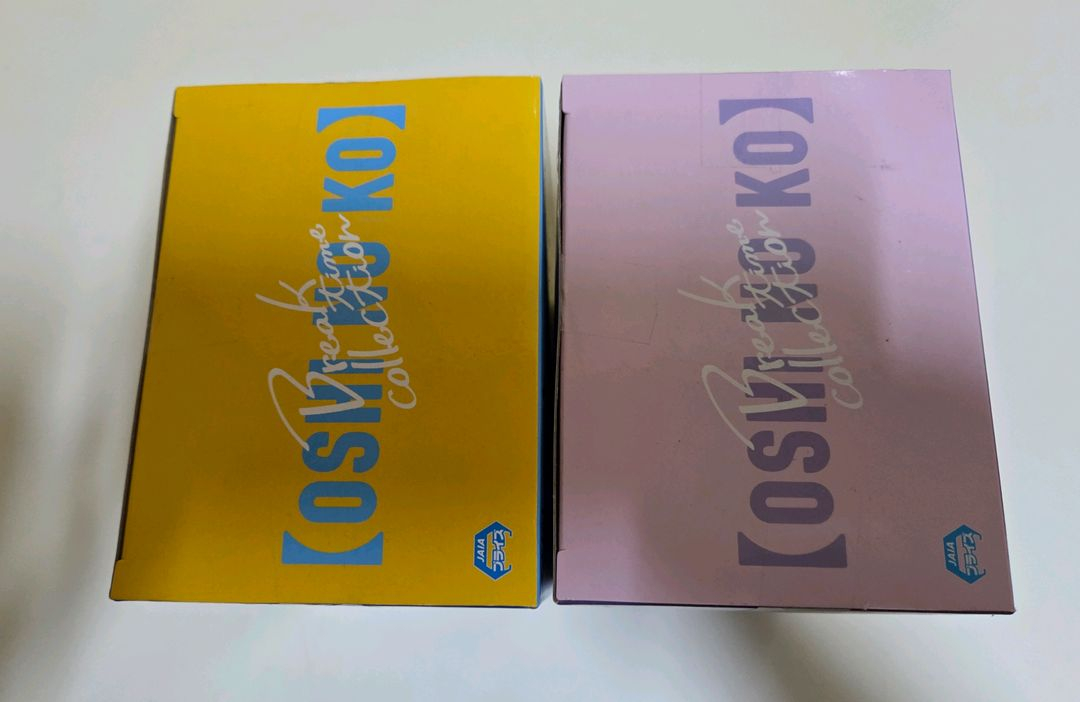 【OSHI NO KO】
Break time
collection
JAIA
プライズ
【OSHI NO KO】
Break time
collection
JAIA
プライズ